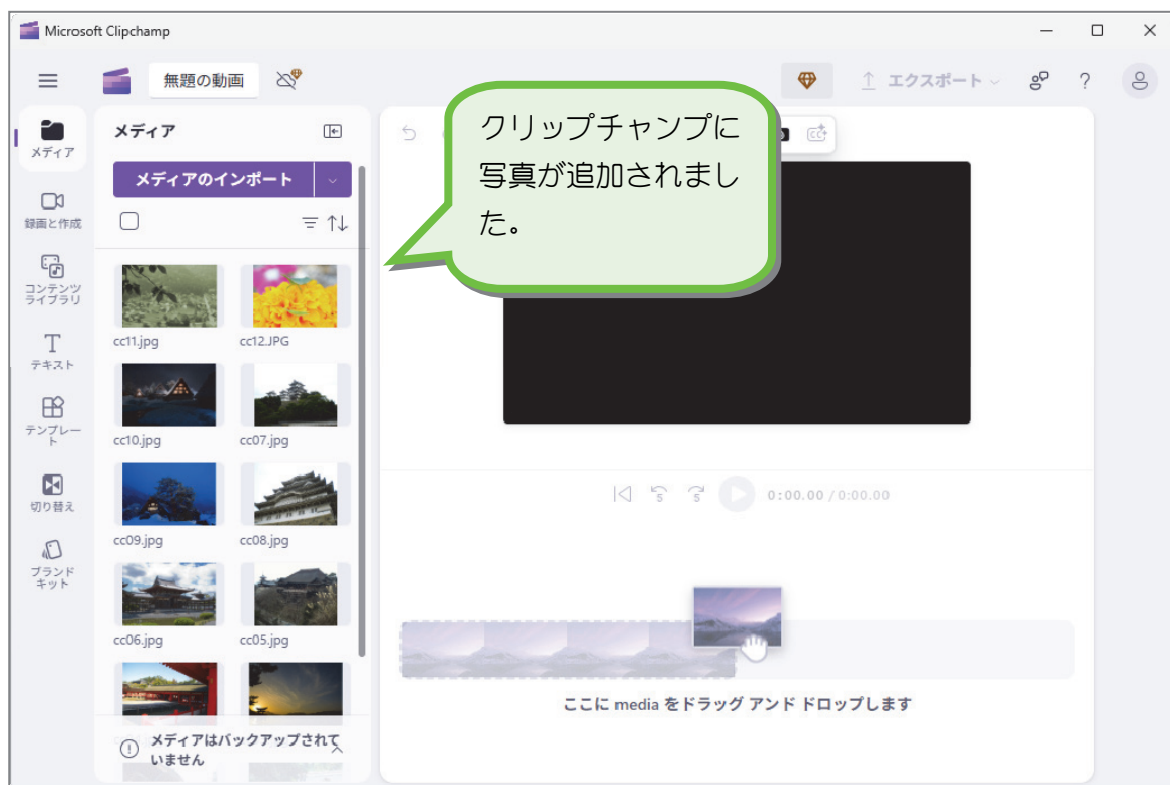 Microsoft Clipchamp
無題の動画
エクスポート
?
メディア
メディア
メディアのインポート
クリップチャンプに
写真が追加されまし
た。
録画と作成
コンテンツ
ライブラリ
テキスト
テンプレー
ト
切り替え
ブランド
キット
cc11.jpg
cc12.JPG
cc10.jpg
cc07.jpg
cc09.jpg
cc08.jpg
cc06.jpg
cc05.jpg
5
5
0:00.00 / 0:00.00
ここに media をドラッグ アンド ドロップします
メディアはバックアップされて
いません